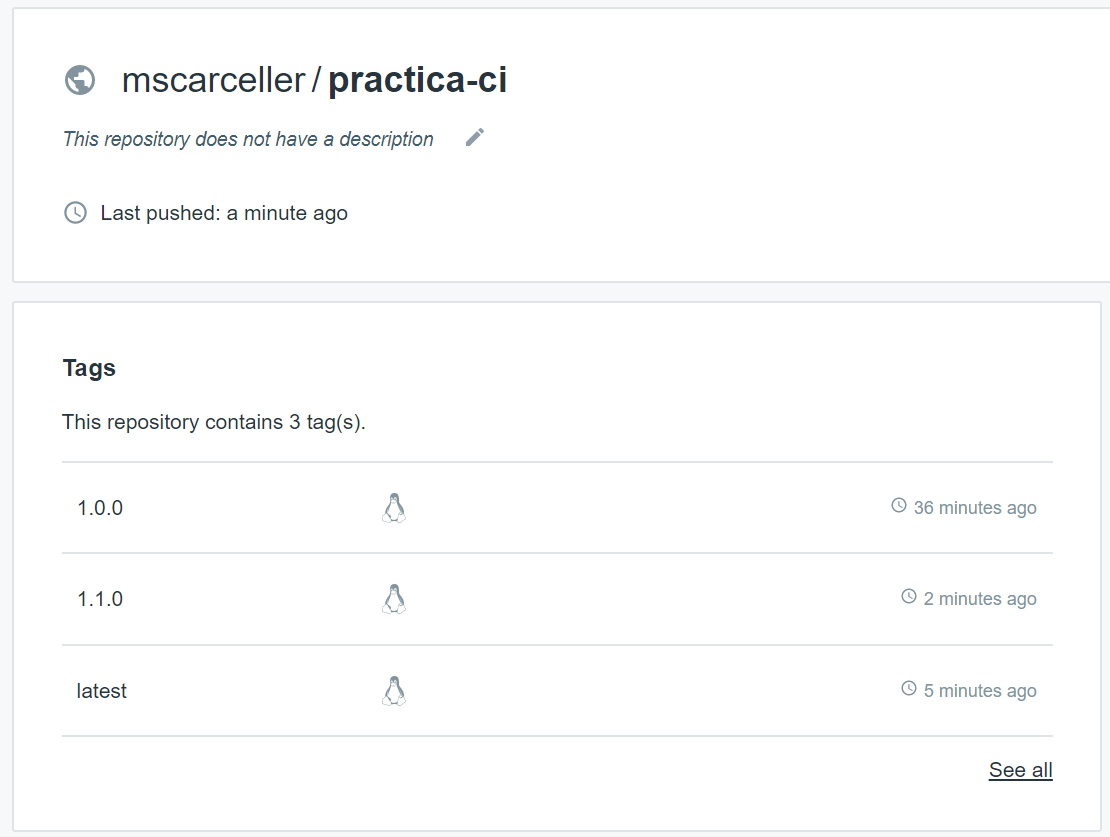 mscarceller / practica-ci
This repository does not have a description
Last pushed: a minute ago
Tags
This repository contains 3 tag(s).
1.0.0 36 minutes ago
1.1.0 2 minutes ago
latest 5 minutes ago
See all